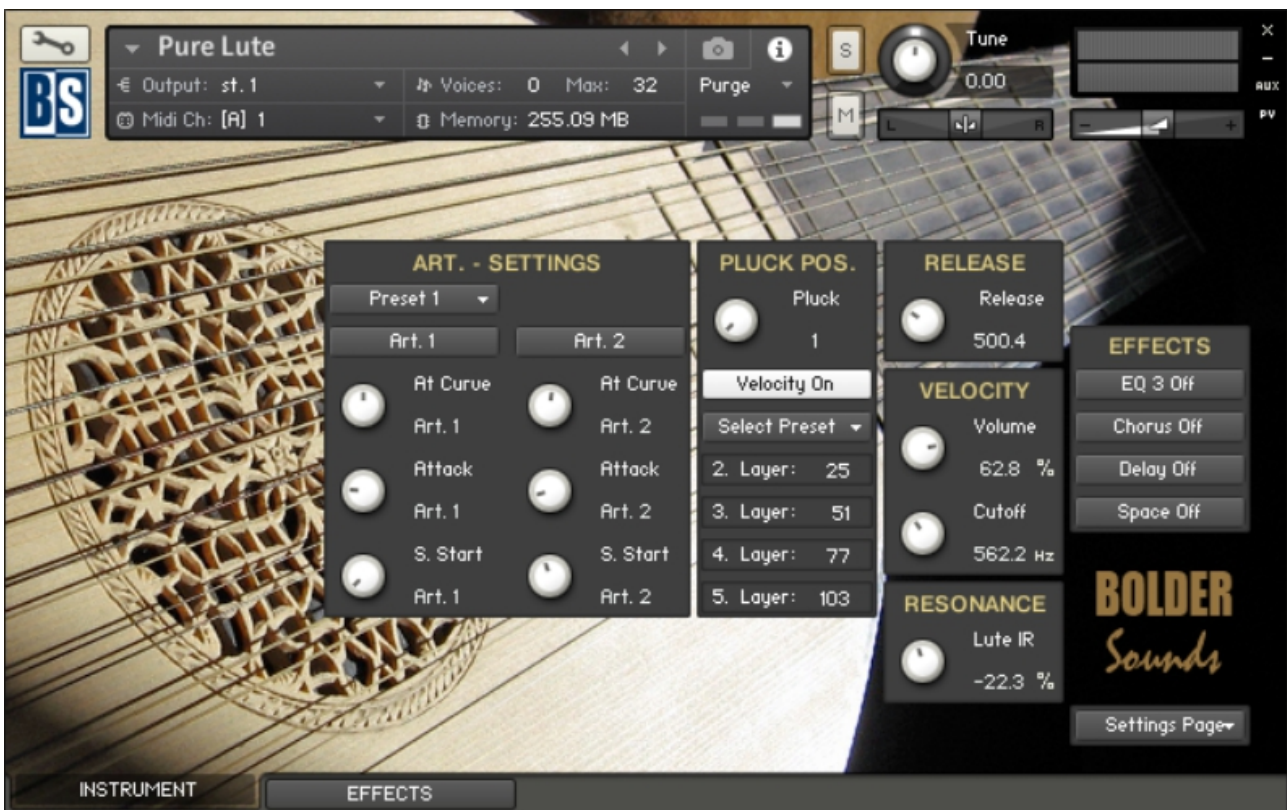 Pure Lute
Output: st. 1
Voices: 0 Max: 32
Purge
Midi Ch: [A] 1
Memory: 255.09 MB
BS
S
M
Tune
0.00
L R
- +
×
-
AUX
PV
ART. - SETTINGS
Preset 1
Art. 1 Art. 2
At Curve At Curve
Art. 1 Art. 2
Attack Attack
Art. 1 Art. 2
S. Start S. Start
Art. 1 Art. 2
PLUCK POS.
Pluck
1
Velocity On
Select Preset
2. Layer: 25
3. Layer: 51
4. Layer: 77
5. Layer: 103
RELEASE
Release
500.4
VELOCITY
Volume
62.8 %
Cutoff
562.2 Hz
RESONANCE
Lute IR
-22.3 %
EFFECTS
EQ 3 Off
Chorus Off
Delay Off
Space Off
BOLDER
Sounds
Settings Page
INSTRUMENT
EFFECTS